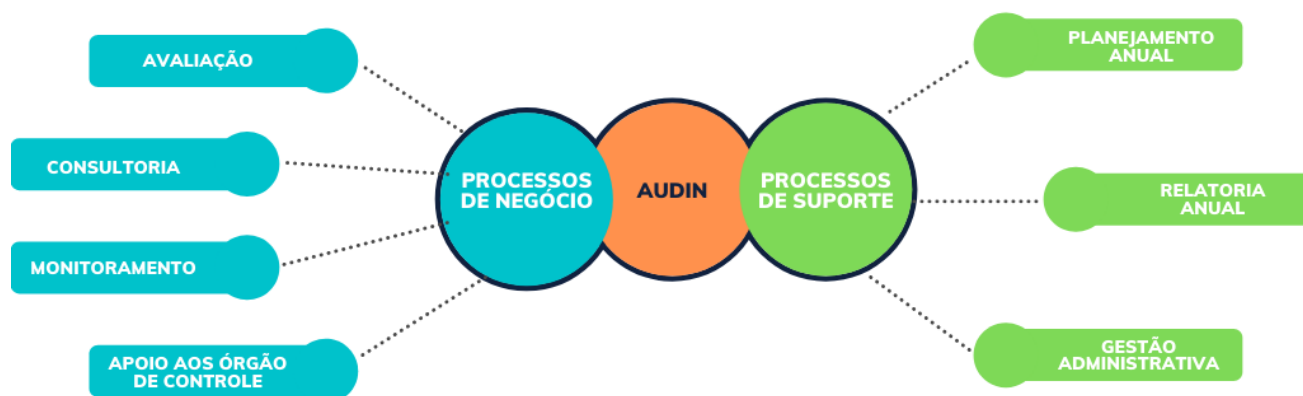 AVALIAÇÃO
CONSULTORIA
MONITORAMENTO
APOIO AOS ÓRGÃO
DE CONTROLE
PROCESSOS
DE NEGÓCIO
AUDIN
PROCESSOS
DE SUPORTE
PLANEJAMENTO
ANUAL
RELATORIA
ANUAL
GESTÃO
ADMINISTRATIVA